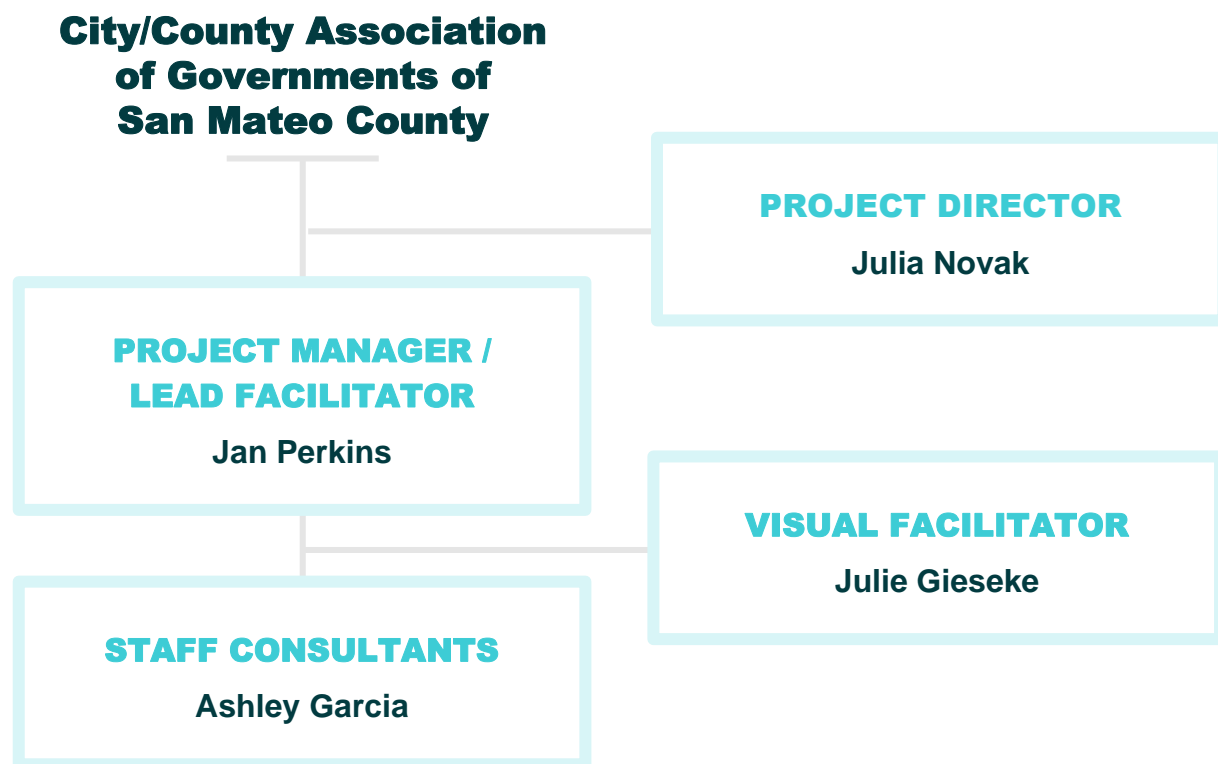 City/County Association
of Governments of
San Mateo County
PROJECT DIRECTOR
Julia Novak
PROJECT MANAGER /
LEAD FACILITATOR
Jan Perkins
VISUAL FACILITATOR
Julie Gieseke
STAFF CONSULTANTS
Ashley Garcia